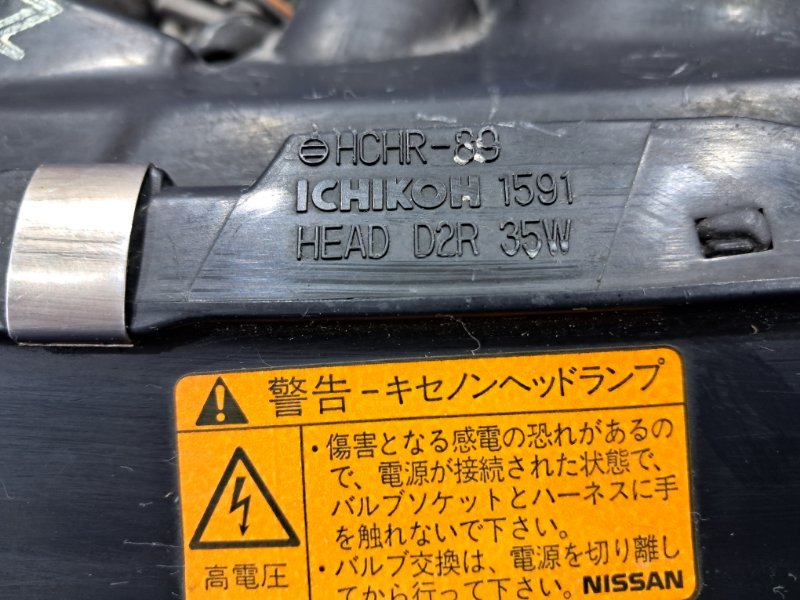 HCHR-89
ICHIKOH 1591
HEAD D2R 35W
警告-キセノンヘッドランプ
・傷害となる感電の恐れがあるの
で、電源が接続された状態で、
バルブソケットとハーネスに手
を触れないで下さい。
・バルブ交換は、電源を切り離し
てから行って下さい。
高電圧
NISSAN